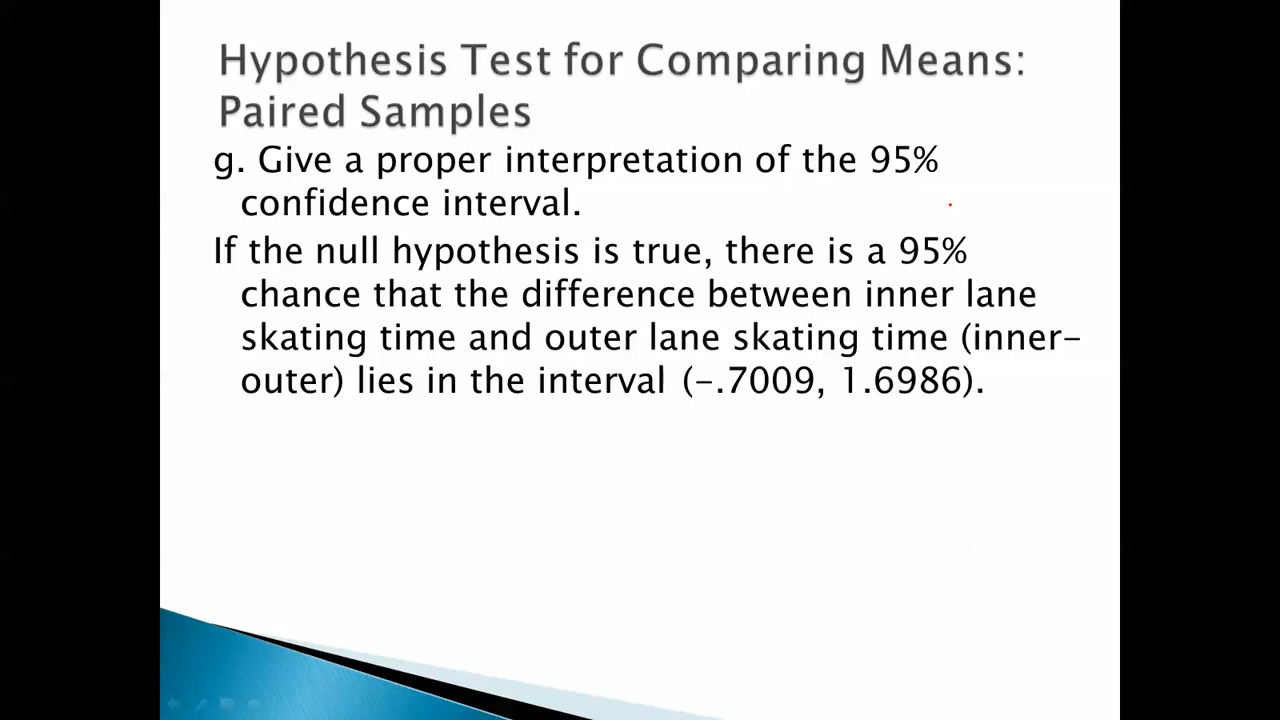 Hypothesis Test for Comparing Means:
Paired Samples
g. Give a proper interpretation of the 95%
confidence interval.
If the null hypothesis is true, there is a 95%
chance that the difference between inner lane
skating time and outer lane skating time (inner-
outer) lies in the interval (-.7009, 1.6986).